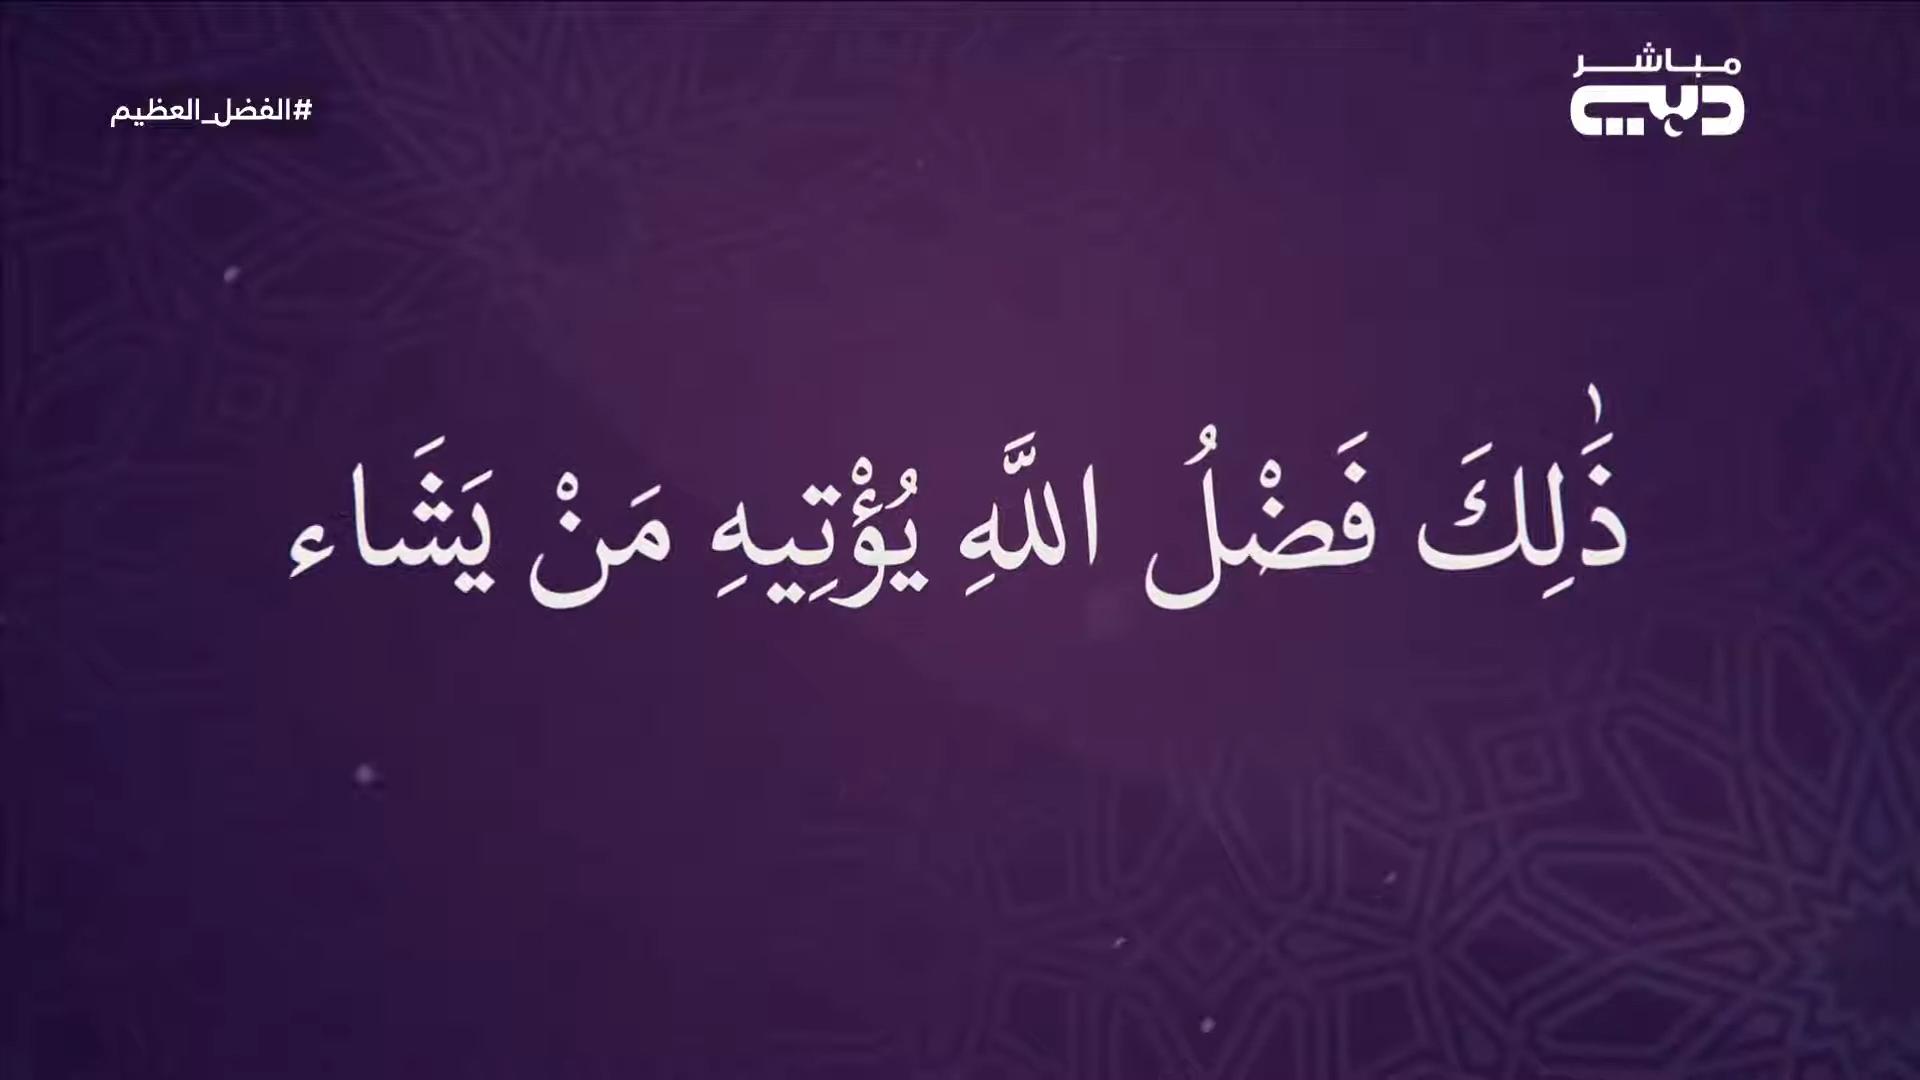 مباشر
دبي
#الفضل_العظيم
ذَٰلِكَ فَضْلُ اللَّهِ يُؤْتِيهِ مَنْ يَشَاء